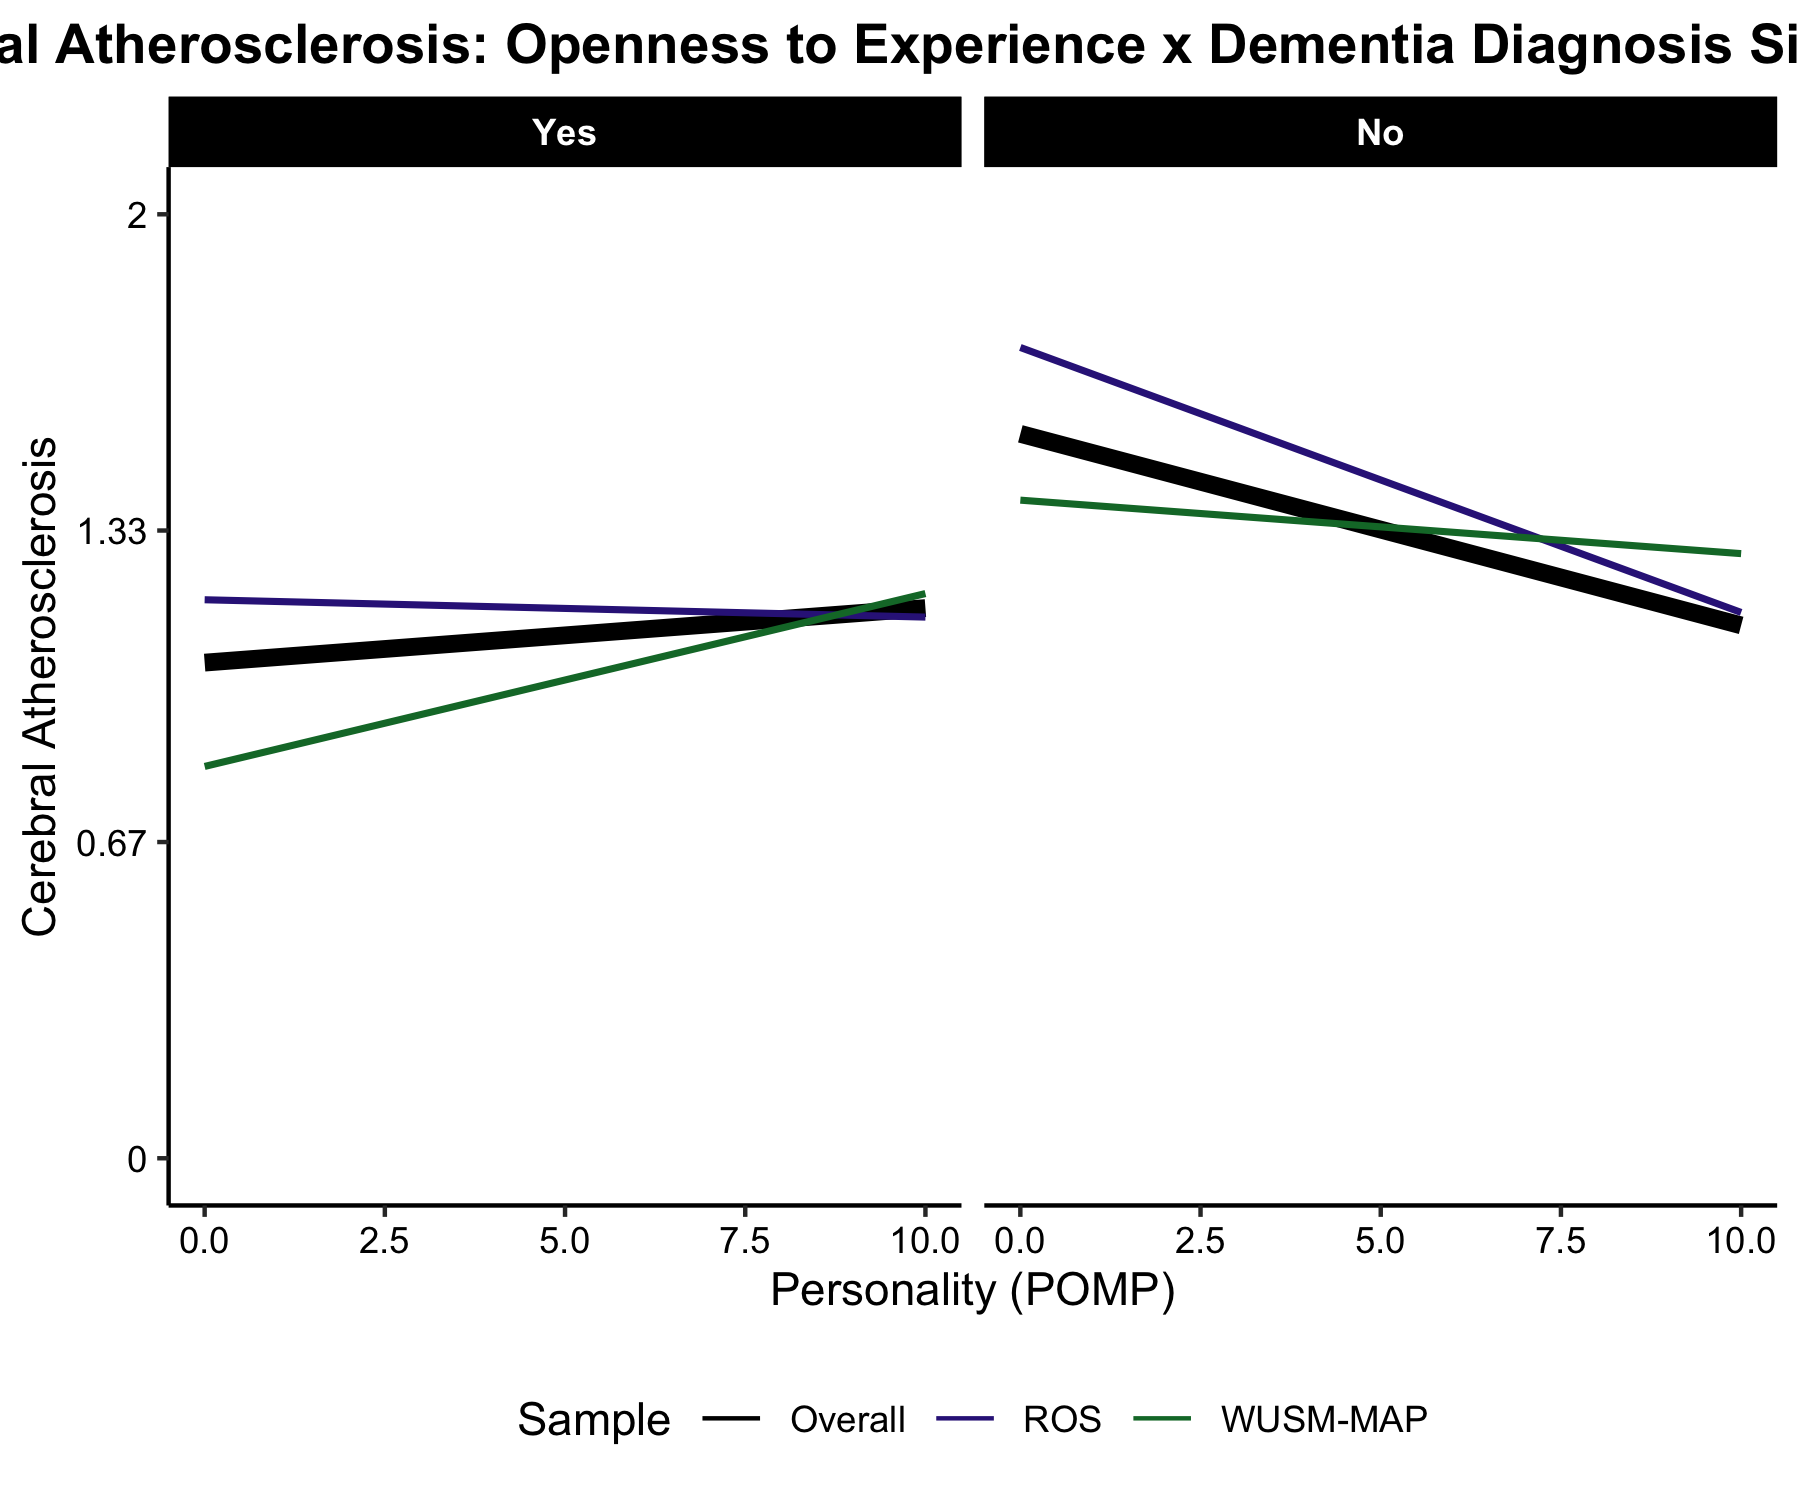 Atherosclerosis: Openness to Experience x Dementia Diagnosis
Yes No
2
1.33
0.67
0
Cerebral Atherosclerosis
0.0 2.5 5.0 7.5 10.0 0.0 2.5 5.0 7.5 10.0
Personality (POMP)
Sample Overall ROS WUSM-MAP